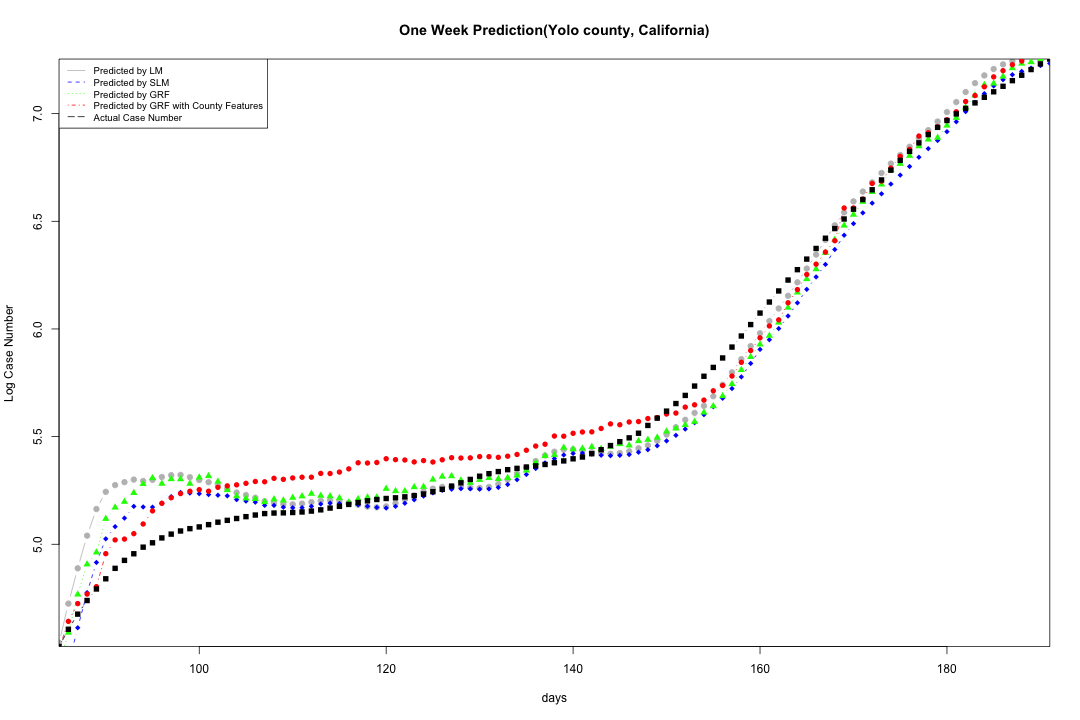 One Week Prediction(Yolo county, California)
Predicted by LM
Predicted by SLM
Predicted by GRF
Predicted by GRF with County Features
Actual Case Number
7.0
6.5
6.0
5.5
5.0
Log Case Number
100 120 140 160 180
days